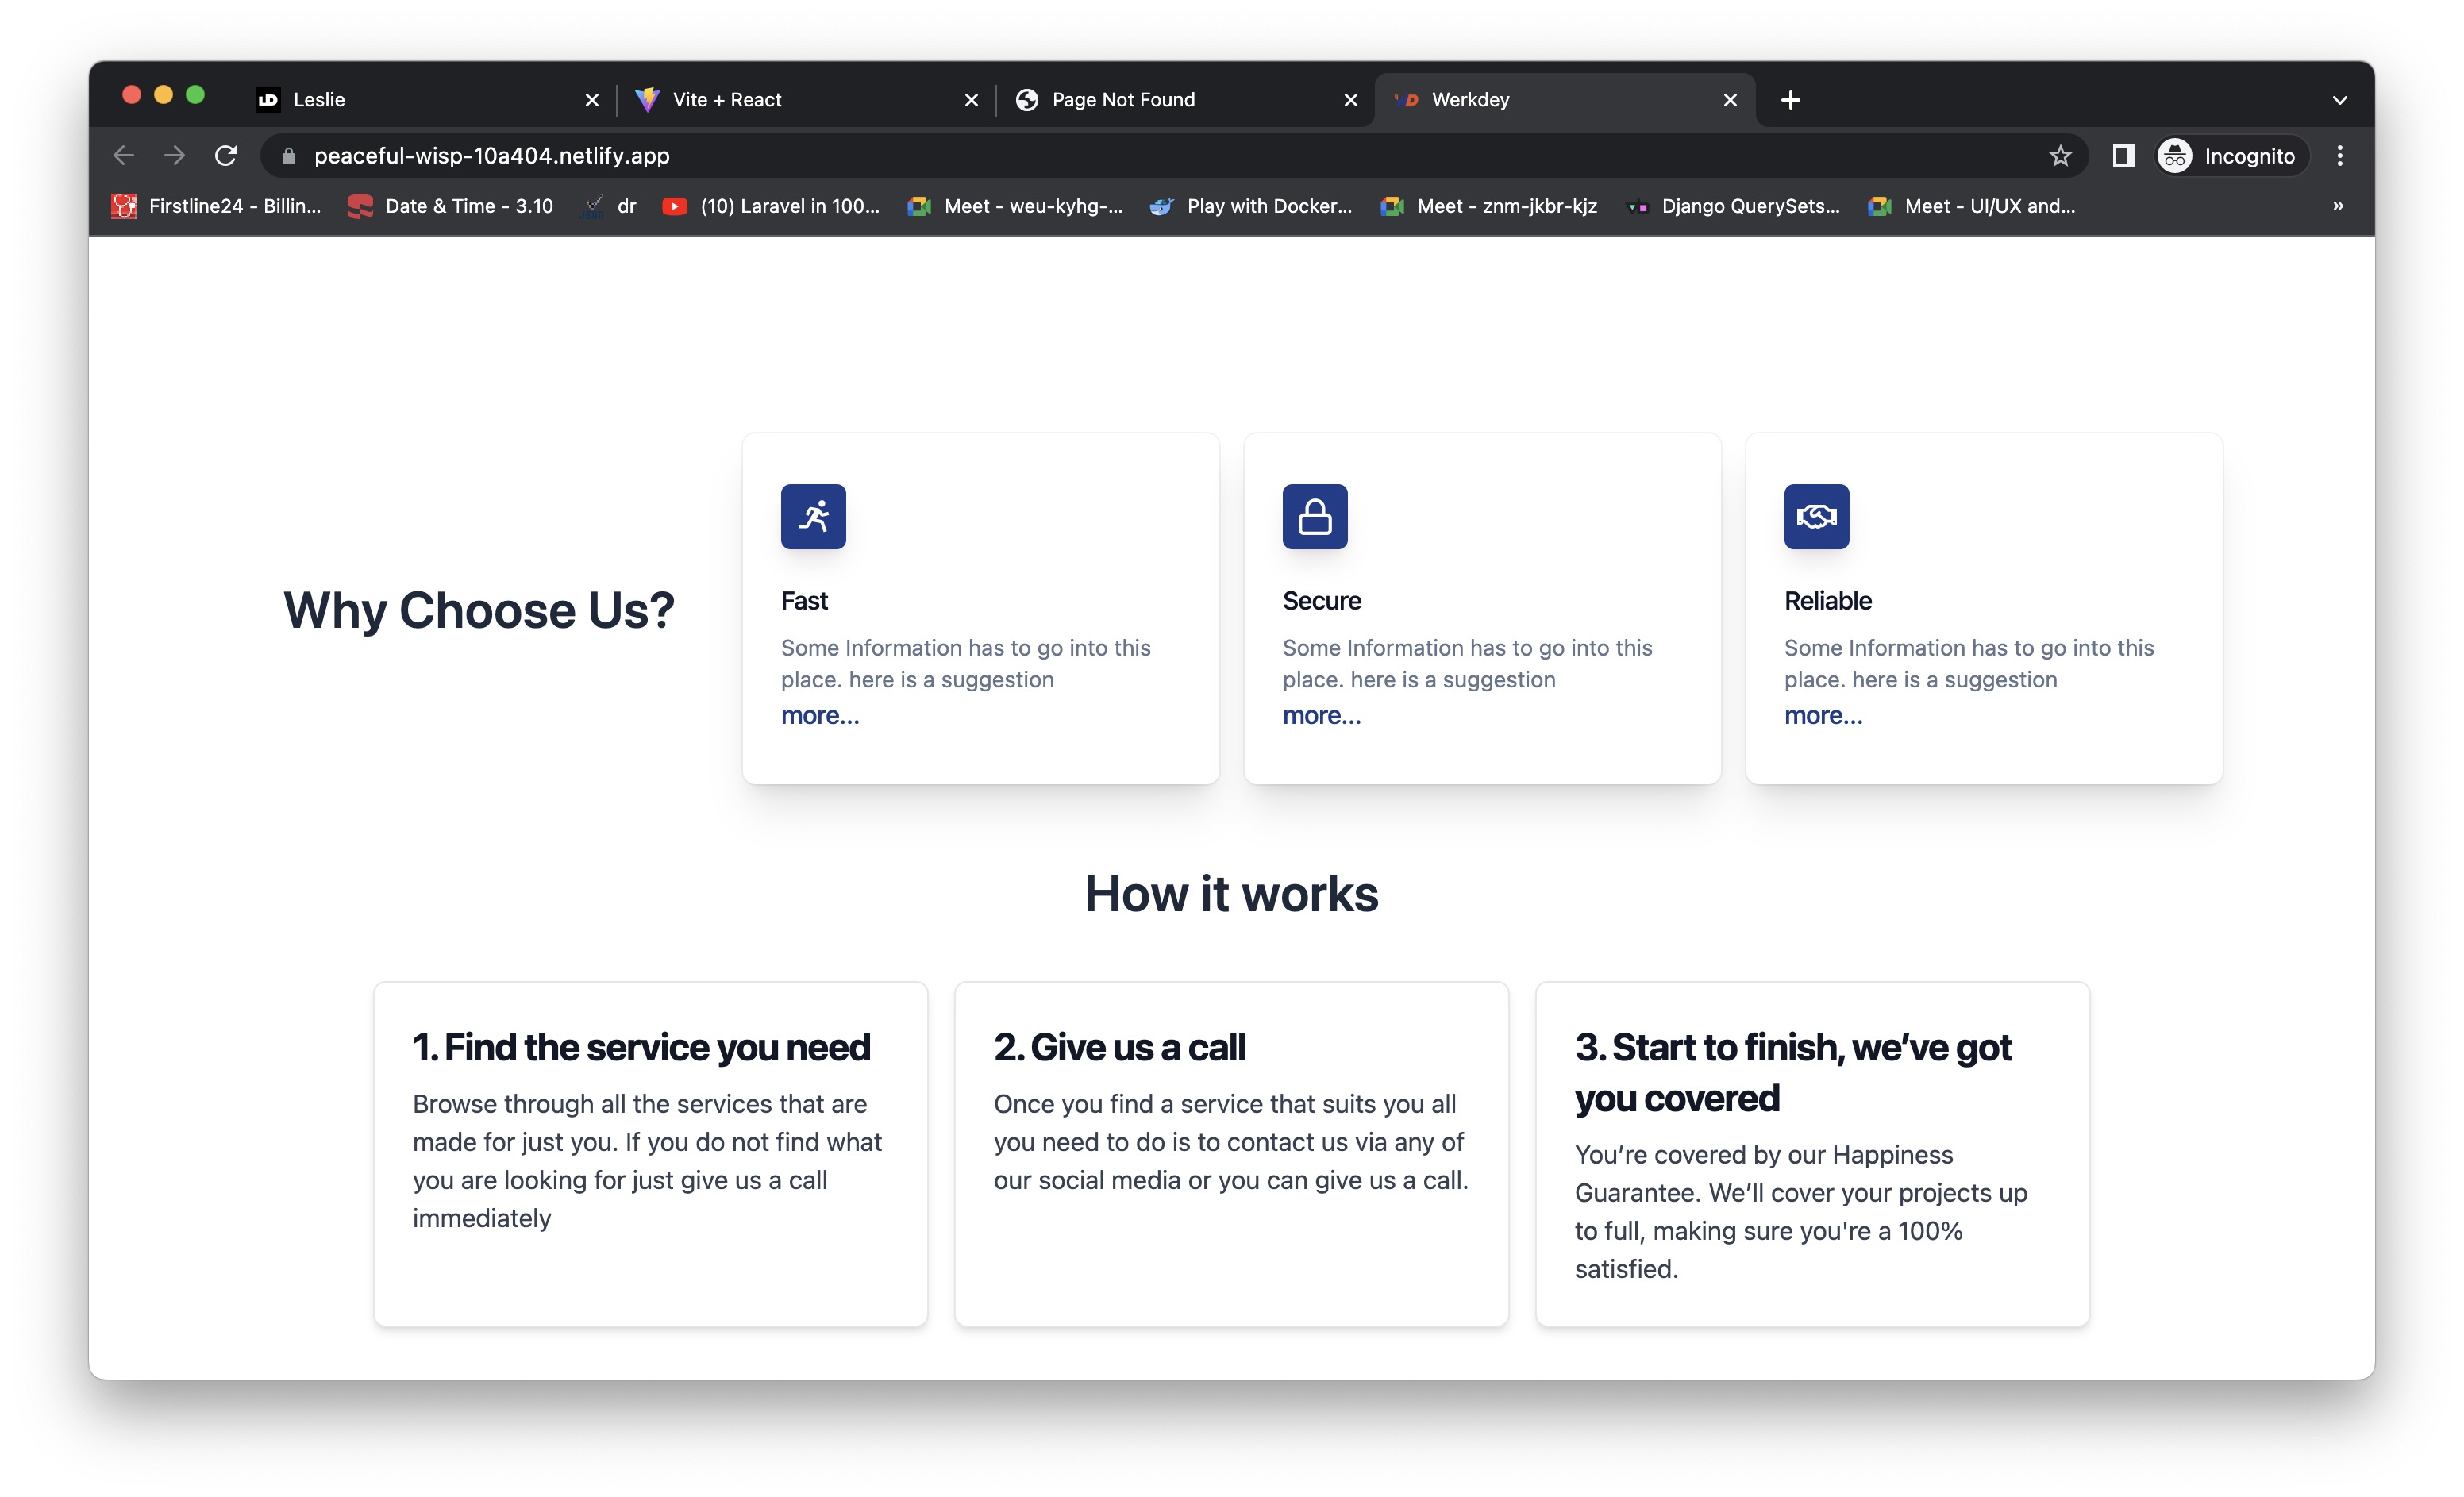 Leslie
Vite + React
Page Not Found
Werkdey
peaceful-wisp-10a404.netlify.app
Incognito
Firstline24 - Billin...
Date & Time - 3.10
dr
(10) Laravel in 100...
Meet - weu-kyhg-...
Play with Docker...
Meet - znm-jkbr-kjz
Django QuerySets...
Meet - UI/UX and...
Why Choose Us?
Fast
Some Information has to go into this
place. here is a suggestion
more...
Secure
Some Information has to go into this
place. here is a suggestion
more...
Reliable
Some Information has to go into this
place. here is a suggestion
more...
How it works
1. Find the service you need
Browse through all the services that are
made for just you. If you do not find what
you are looking for just give us a call
immediately
2. Give us a call
Once you find a service that suits you all
you need to do is to contact us via any of
our social media or you can give us a call.
3. Start to finish, we’ve got
you covered
You’re covered by our Happiness
Guarantee. We’ll cover your projects up
to full, making sure you're a 100%
satisfied.